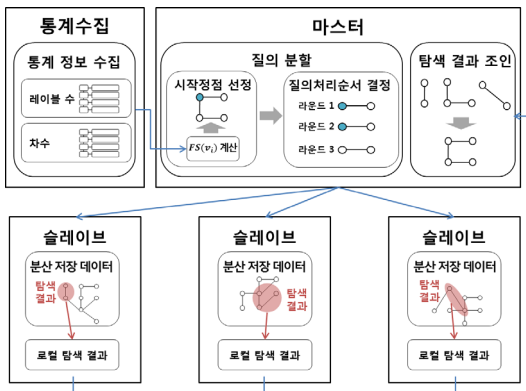 통계수집
통계 정보 수집
레이블 수
차수
마스터
질의 분할
시작정점 선정
FS(vᵢ) 계산
질의처리순서 결정
라운드 1
라운드 2
라운드 3
탐색 결과 조인
슬레이브
분산 저장 데이터
탐색
결과
로컬 탐색 결과
슬레이브
분산 저장 데이터
탐색
결과
로컬 탐색 결과
슬레이브
분산 저장 데이터
탐색
결과
로컬 탐색 결과